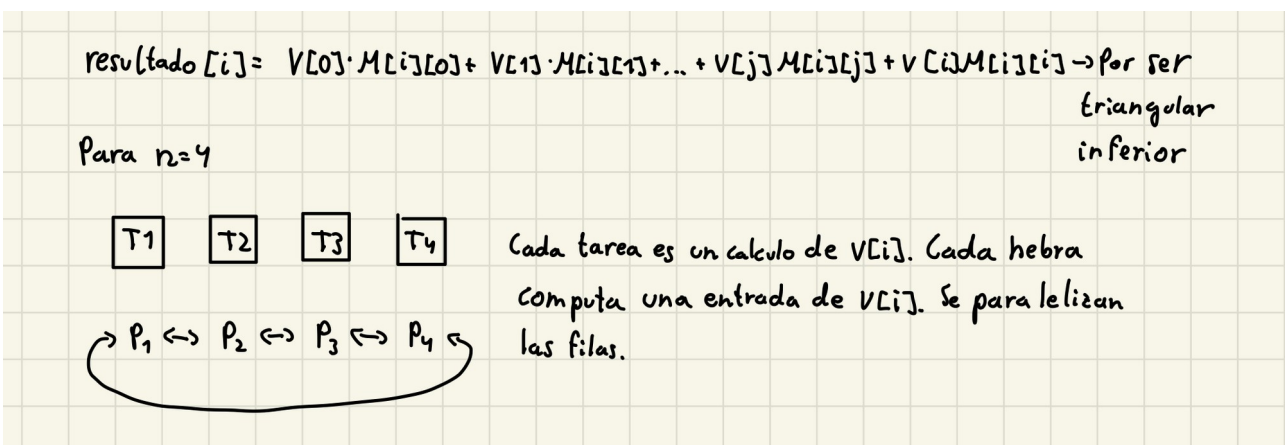 resultado[i]= V[0]·M[i][0]+ V[1]·M[i][1]+...+V[j]M[i][j]+V[i]M[i][i]→Por ser
triangular
inferior
Para n=4
T1 T2 T3 T4
Cada tarea es un calculo de V[i]. Cada hebra
computa una entrada de V[i]. Se paralelizan
las filas.
P₁ ↔ P₂ ↔ P₃ ↔ P₄